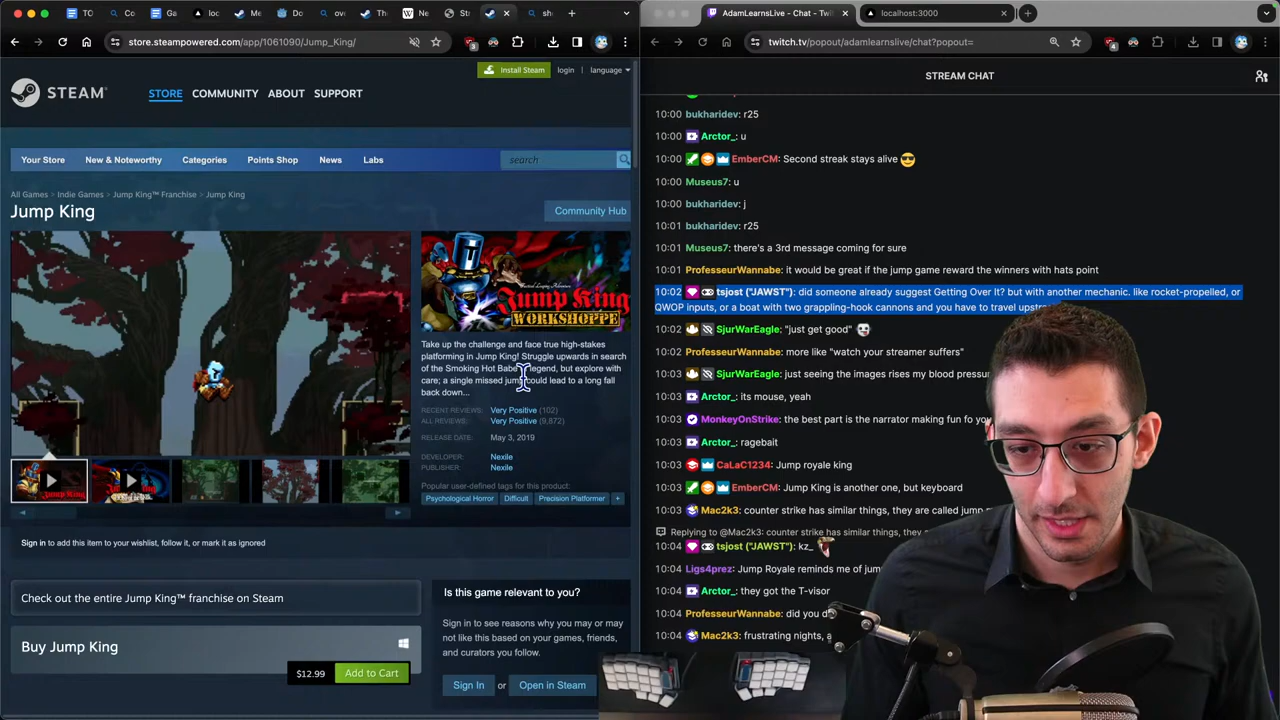 Co
Ga
loc
Me
Do
ov
The
Ne
St
sh
AdamLearnsLive - Chat - Twit
localhost:3000
store.steampowered.com/app/1061090/Jump_King/
twitch.tv/popout/adamlearnslive/chat?popout=
Install Steam
login
language
STEAM
STORE
COMMUNITY
ABOUT
SUPPORT
Your Store
New & Noteworthy
Categories
Points Shop
News
Labs
search
All Games > Indie Games > Jump King™ Franchise > Jump King
Jump King
Community Hub
Tactical Leaping Adventure
Jump King
WORKSHOPPE
Take up the challenge and face true high-stakes
platforming in Jump King! Struggle upwards in search
of the Smoking Hot Babe legend, but explore with
care; a single missed jump could lead to a long fall
back down...
RECENT REVIEWS: Very Positive (102)
ALL REVIEWS: Very Positive (9,872)
RELEASE DATE: May 3, 2019
DEVELOPER: Nexile
PUBLISHER: Nexile
Popular user-defined tags for this product:
Psychological Horror
Difficult
Precision Platformer
+
Sign in to add this item to your wishlist, follow it, or mark it as ignored
Check out the entire Jump King™ franchise on Steam
Buy Jump King
$12.99
Add to Cart
Is this game relevant to you?
Sign in to see reasons why you may or
may not like this based on your games, friends,
and curators you follow.
Sign In or Open in Steam
STREAM CHAT
10:00 bukharidev: r25
10:00 Arctor_: u
10:00 EmberCM: Second streak stays alive 😎
10:00 Museus7: u
10:00 bukharidev: j
10:01 bukharidev: r25
10:01 Museus7: there's a 3rd message coming for sure
10:01 ProfesseurWannabe: it would be great if the jump game reward the winners with hats point
10:02 tsjost ("JAWST"): did someone already suggest Getting Over It? but with another mechanic. like rocket-propelled, or
QWOP inputs, or a boat with two grappling-hook cannons and you have to travel upst
10:02 SjurWarEagle: "just get good"
10:02 ProfesseurWannabe: more like "watch your streamer suffers"
10:03 SjurWarEagle: just seeing the images rises my blood pressu
10:03 Arctor_: its mouse, yeah
10:03 MonkeyOnStrike: the best part is the narrator making fun fo you
10:03 Arctor_: ragebait
10:03 CaLaC1234: Jump royale king
10:03 EmberCM: Jump King is another one, but keyboard
10:03 Mac2k3: counter strike has similar things, they are called jump
Replying to @Mac2k3: counter strike has similar things, they
10:04 tsjost ("JAWST"): kz_
10:04 Ligs4prez: Jump Royale reminds me of jum
10:04 Arctor_: they got the T-visor
10:04 ProfesseurWannabe: did you d
10:04 Mac2k3: frustrating nights, a